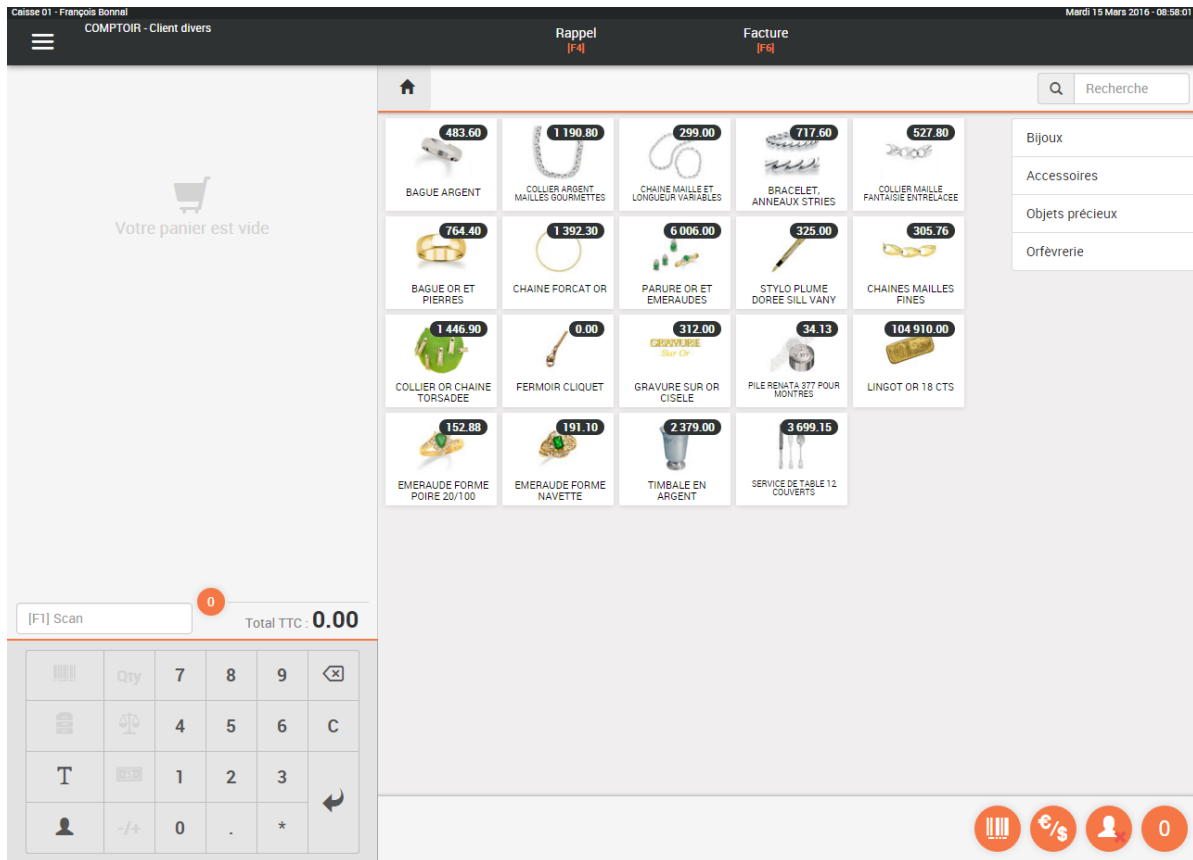 Caisse 01 - François Bonnal
Mardi 15 Mars 2016 - 08:58:01
COMPTOIR - Client divers
Rappel
[F4]
Facture
[F6]
Recherche
Votre panier est vide
483.60
BAGUE ARGENT
1 190.80
COLLIER ARGENT
MAILLES GOURMETTES
299.00
CHAINE MAILLE ET
LONGUEUR VARIABLES
717.60
BRACELET,
ANNEAUX STRIES
527.80
COLLIER MAILLE
FANTAISIE ENTRELACEE
764.40
BAGUE OR ET
PIERRES
1 392.30
CHAINE FORCAT OR
6 006.00
PARURE OR ET
EMERAUDES
325.00
STYLO PLUME
DOREE SILL VANY
305.76
CHAINES MAILLES
FINES
1 446.90
COLLIER OR CHAINE
TORSADEE
0.00
FERMOIR CLIQUET
312.00
GRAVURE
Sur Or
GRAVURE SUR OR
CISELE
34.13
377
PILE RENATA 377 POUR
MONTRES
104 910.00
LINGOT OR 18 CTS
152.88
EMERAUDE FORME
POIRE 20/100
191.10
EMERAUDE FORME
NAVETTE
2 379.00
TIMBALE EN
ARGENT
3 699.15
SERVICE DE TABLE 12
COUVERTS
Bijoux
Accessoires
Objets précieux
Orfèvrerie
[F1] Scan
0
Total TTC : 0.00
Qty 7 8 9
4 5 6 C
T 1 2 3
-/+ 0 . *
€/$
0